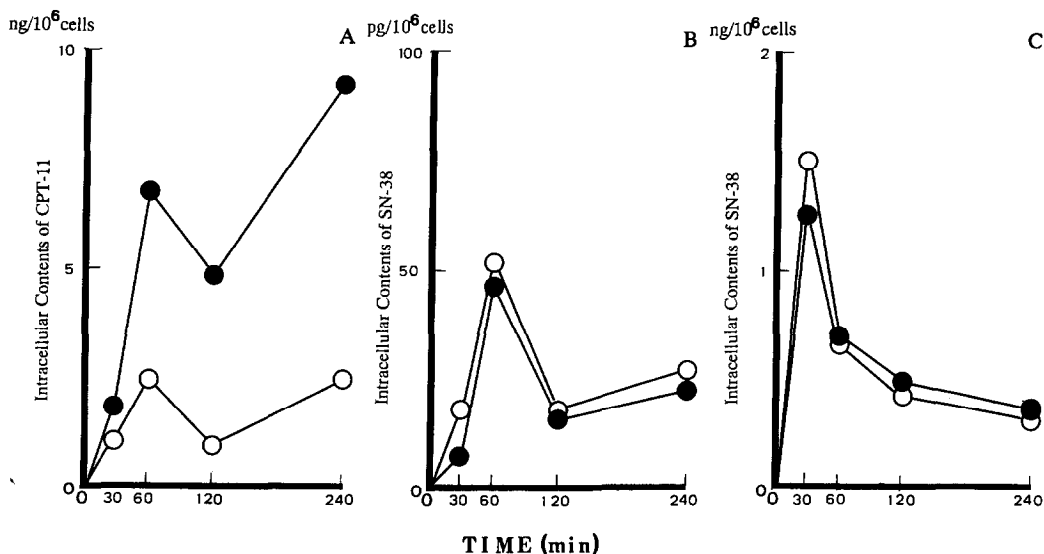 ng/10⁶cells
A
10
5
0
Intracellular Contents of CPT-11
0 30 60 120 240
pg/10⁶cells
B
100
50
0
Intracellular Contents of SN-38
0 30 60 120 240
ng/10⁶cells
C
2
1
0
Intracellular Contents of SN-38
0 30 60 120 240
TIME (min)